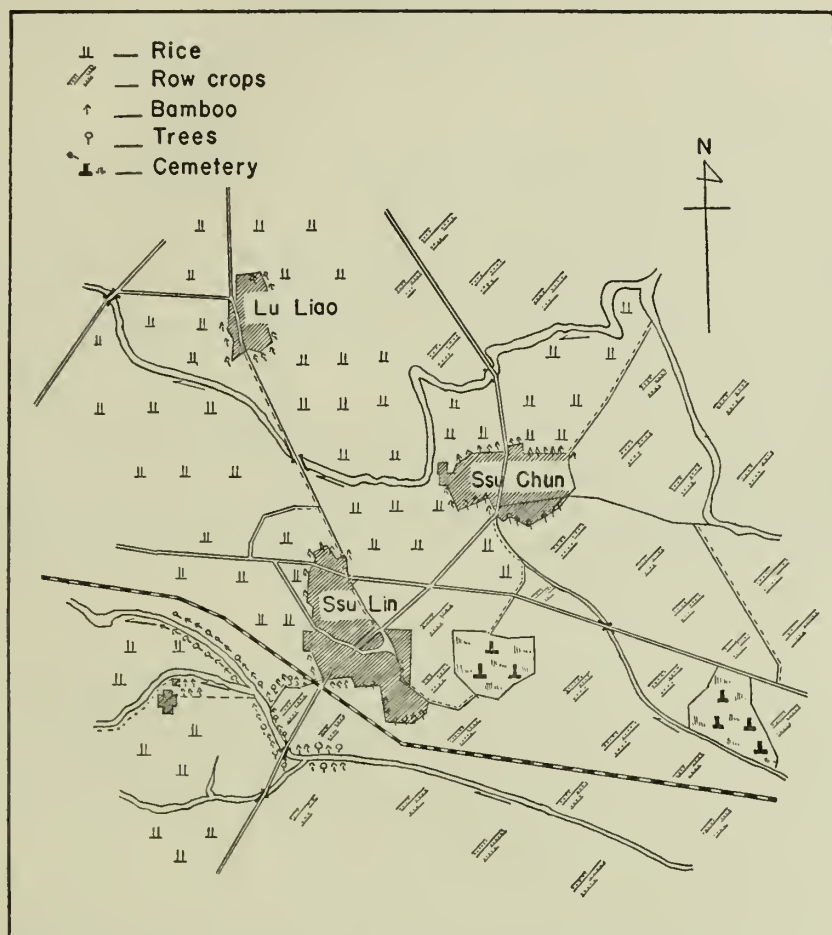 Rice
Row crops
Bamboo
Trees
Cemetery
N
Lu Liao
Ssu Chun
Ssu Lin